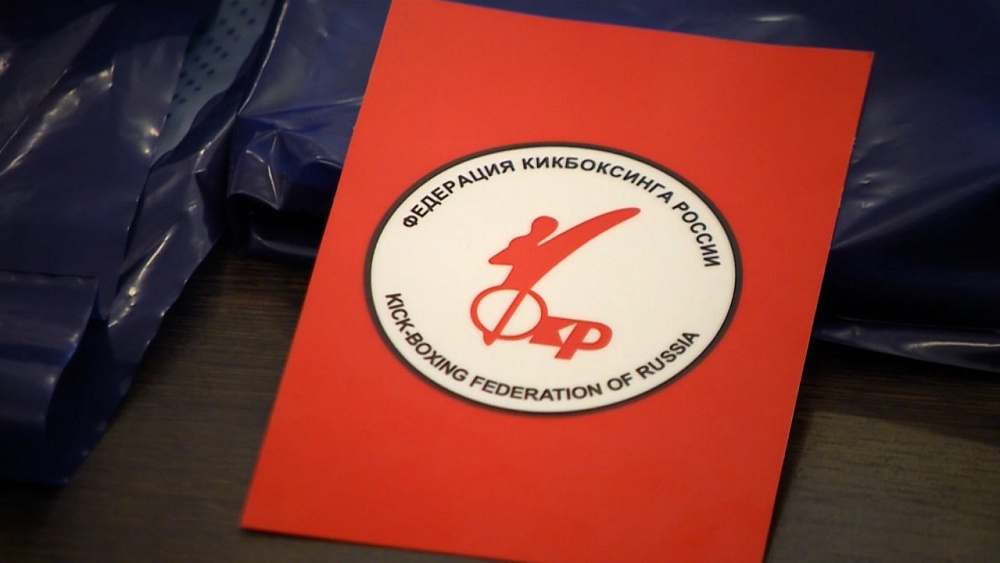 ФЕДЕРАЦИЯ КИКБОКСИНГА РОССИИ
ФКР
KICK-BOXING FEDERATION OF RUSSIA